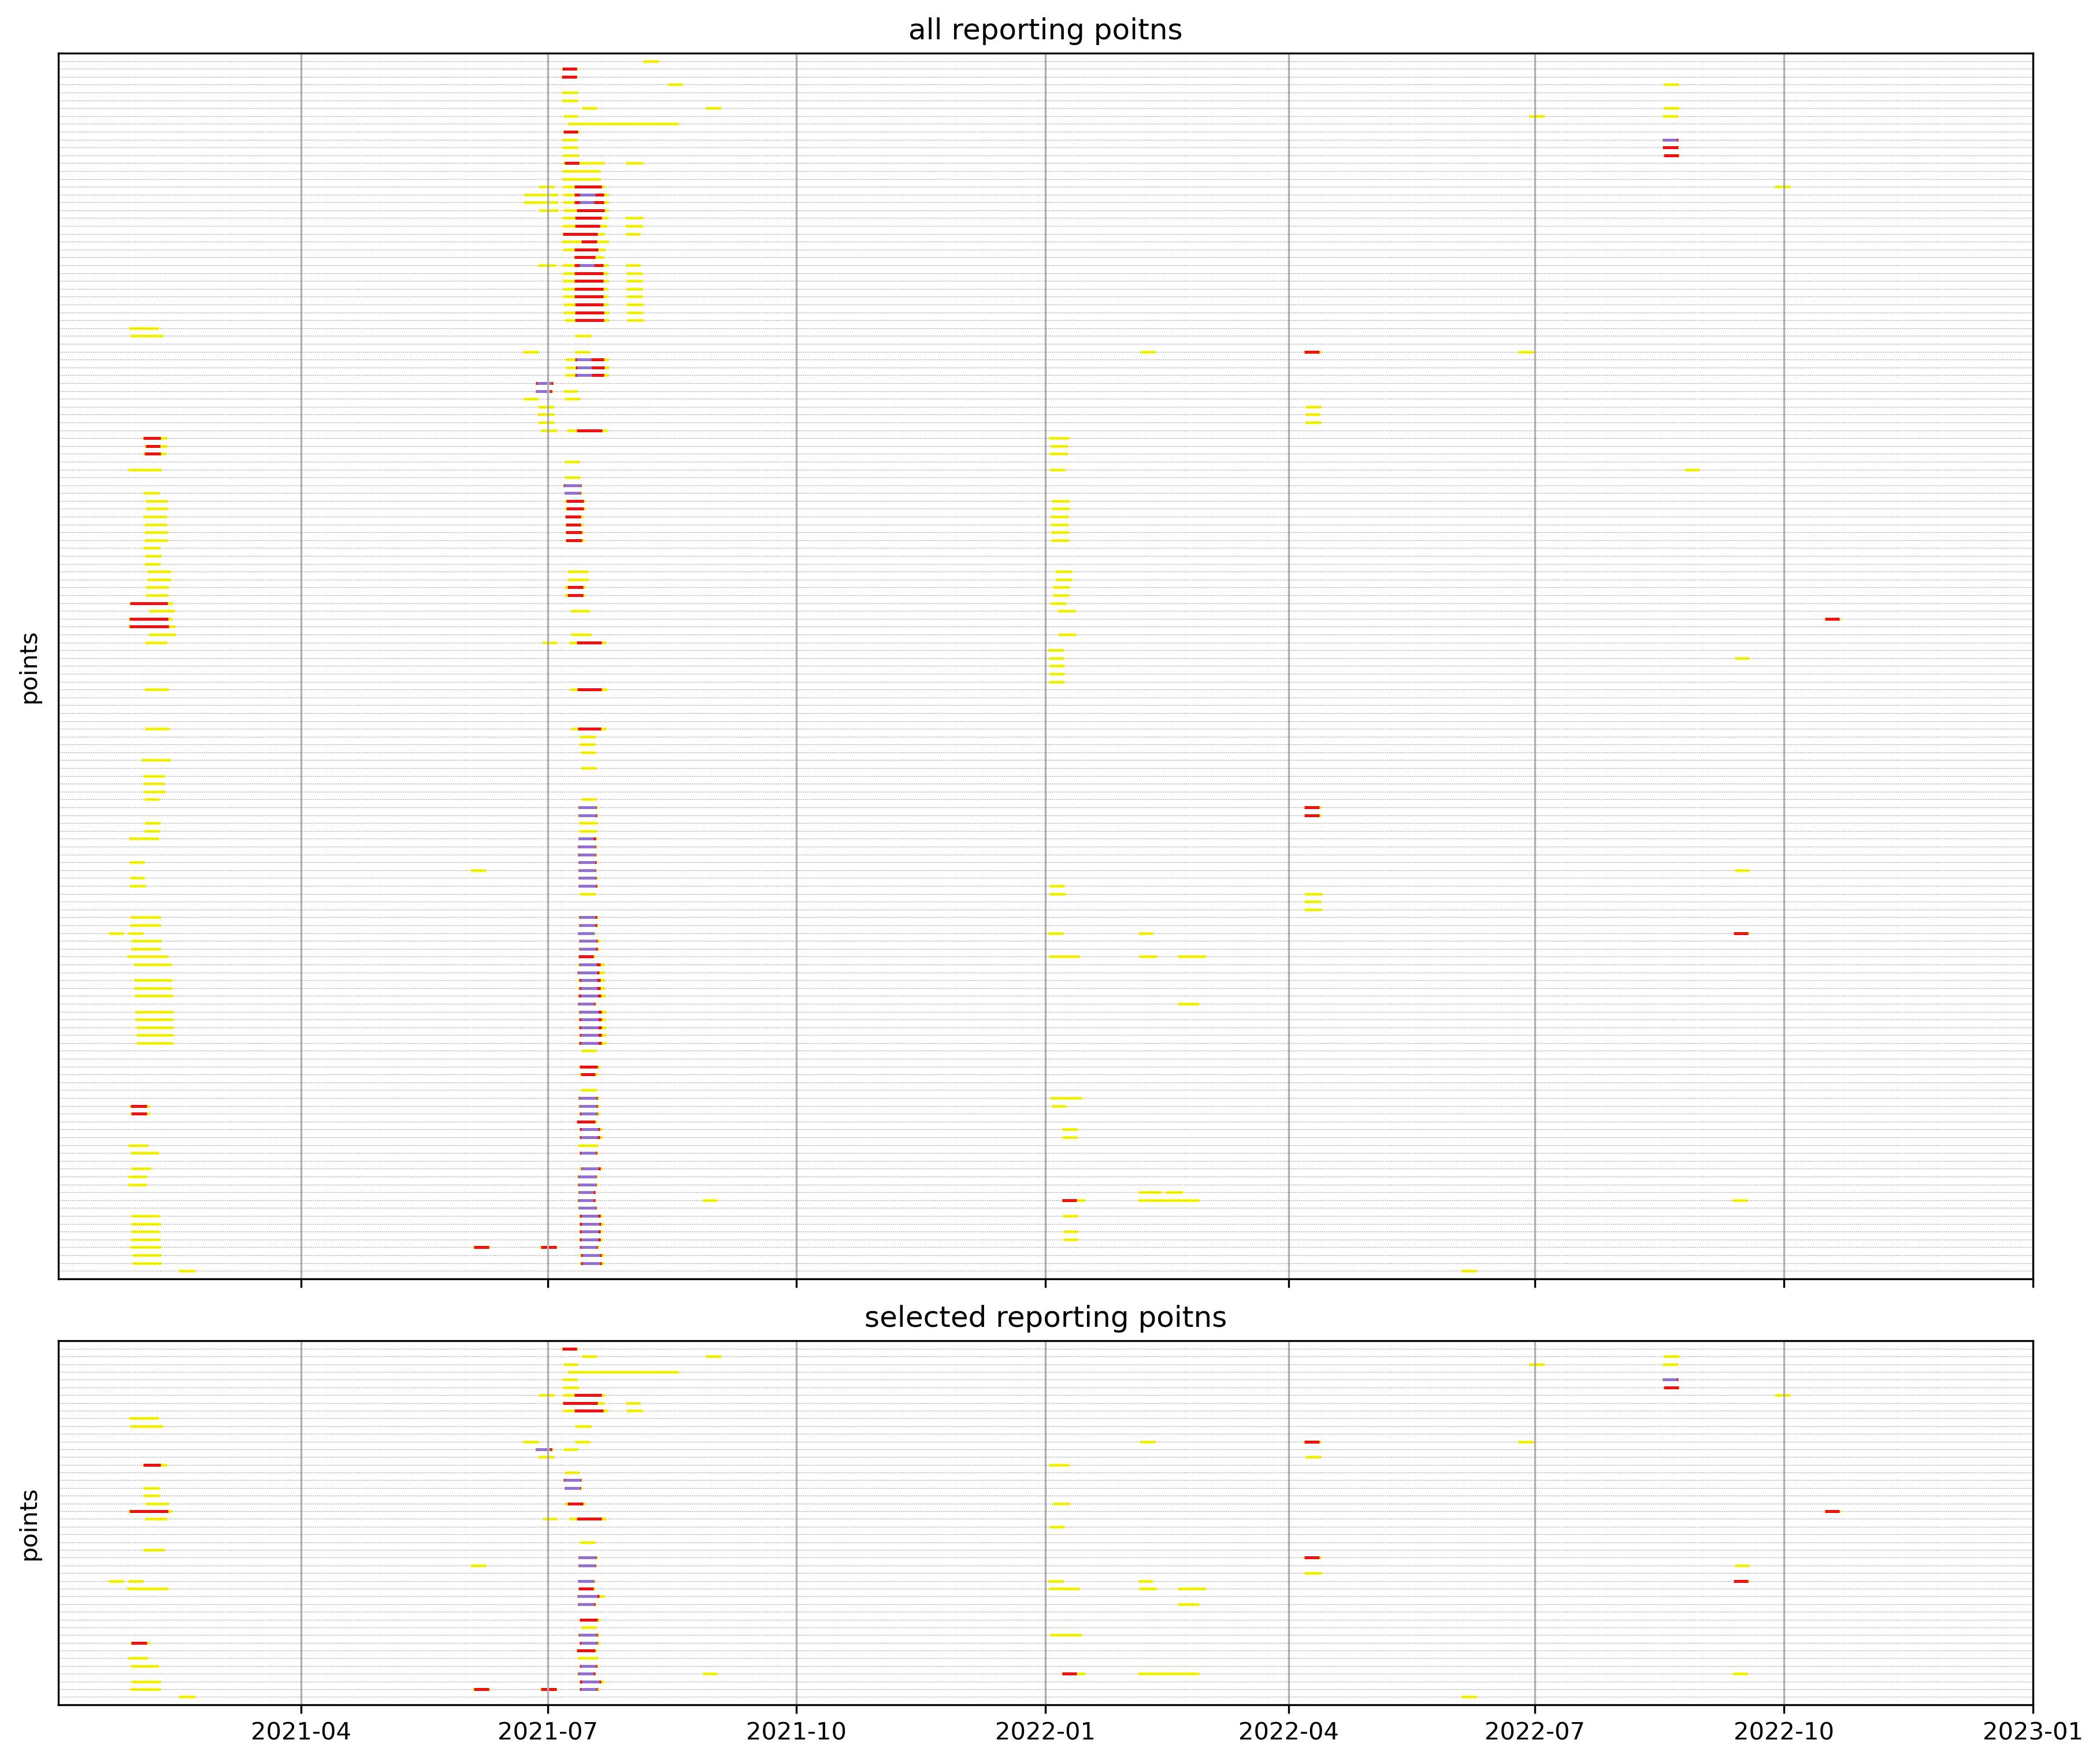 all reporting poitns
points
selected reporting poitns
points
2021-04 2021-07 2021-10 2022-01 2022-04 2022-07 2022-10 2023-01